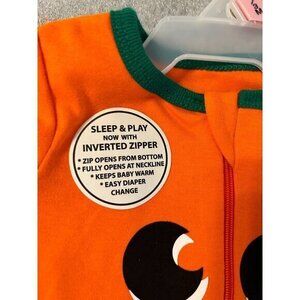 SLEEP & PLAY
NOW WITH
INVERTED ZIPPER
* ZIP OPENS FROM BOTTOM
* FULLY OPENS AT NECKLINE
* KEEPS BABY WARM
* EASY DIAPER
CHANGE